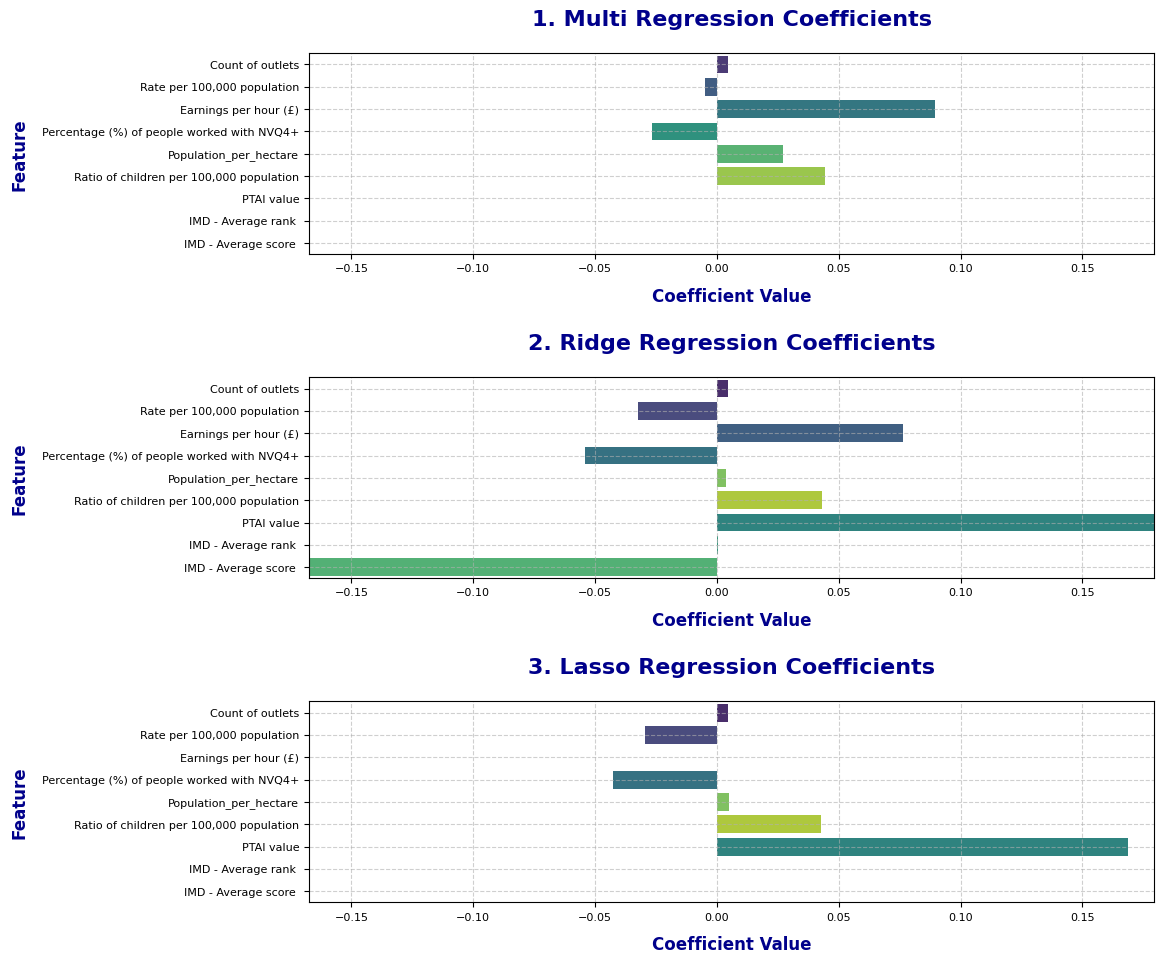 1. Multi Regression Coefficients
Feature
Count of outlets
Rate per 100,000 population
Earnings per hour (£)
Percentage (%) of people worked with NVQ4+
Population_per_hectare
Ratio of children per 100,000 population
PTAI value
IMD - Average rank
IMD - Average score
−0.15 −0.10 −0.05 0.00 0.05 0.10 0.15
Coefficient Value
2. Ridge Regression Coefficients
Feature
Count of outlets
Rate per 100,000 population
Earnings per hour (£)
Percentage (%) of people worked with NVQ4+
Population_per_hectare
Ratio of children per 100,000 population
PTAI value
IMD - Average rank
IMD - Average score
−0.15 −0.10 −0.05 0.00 0.05 0.10 0.15
Coefficient Value
3. Lasso Regression Coefficients
Feature
Count of outlets
Rate per 100,000 population
Earnings per hour (£)
Percentage (%) of people worked with NVQ4+
Population_per_hectare
Ratio of children per 100,000 population
PTAI value
IMD - Average rank
IMD - Average score
−0.15 −0.10 −0.05 0.00 0.05 0.10 0.15
Coefficient Value